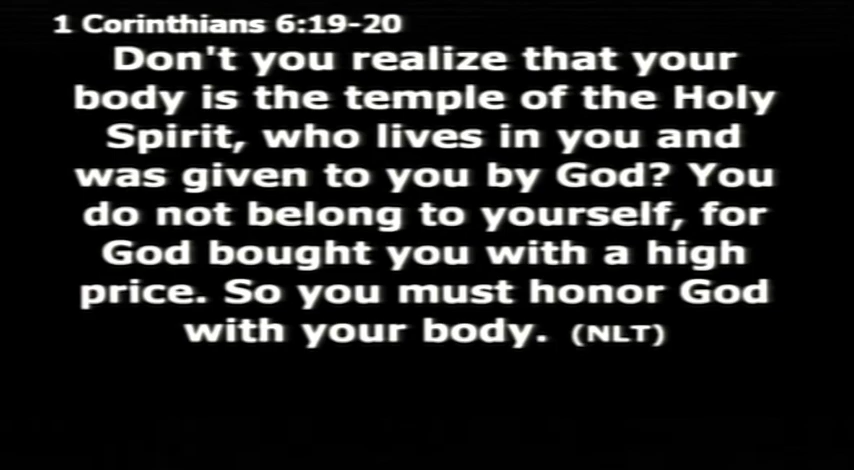 1 Corinthians 6:19-20
Don't you realize that your
body is the temple of the Holy
Spirit, who lives in you and
was given to you by God? You
do not belong to yourself, for
God bought you with a high
price. So you must honor God
with your body. (NLT)